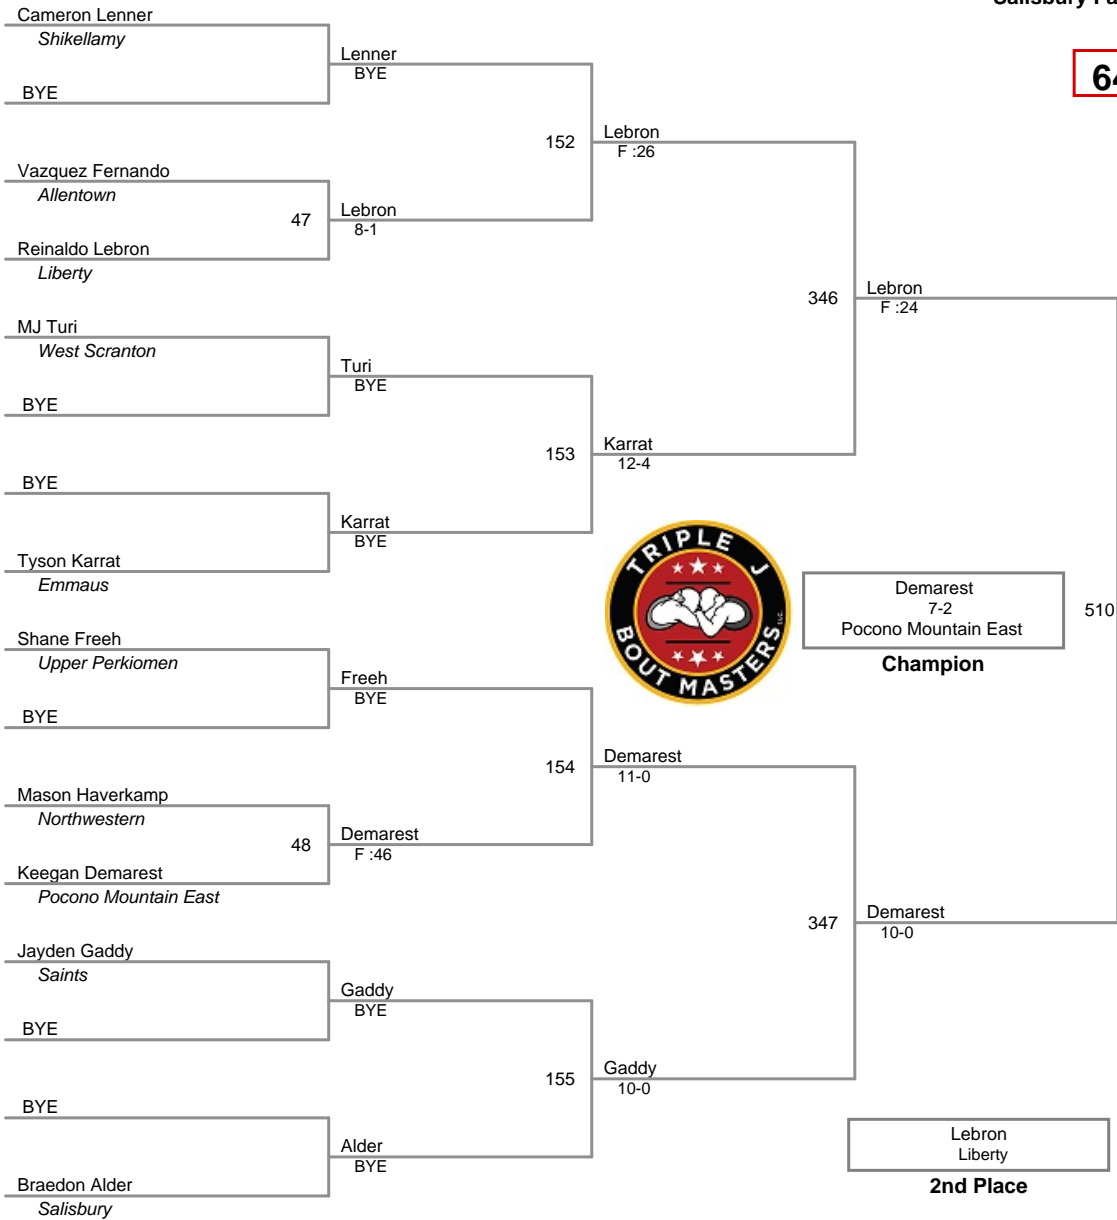 Cameron Lenner
Shikellamy
BYE
Lenner
BYE
152
Vazquez Fernando
Allentown
47
Reinaldo Lebron
Liberty
Lebron
8-1
Lebron
F :26
346
MJ Turi
West Scranton
BYE
Turi
BYE
153
BYE
Tyson Karrat
Emmaus
Karrat
BYE
Karrat
12-4
Lebron
F :24
TRIPLE J
BOUT MASTERS
Demarest
7-2
Pocono Mountain East
Champion
510
Shane Freeh
Upper Perkiomen
BYE
Freeh
BYE
154
Mason Haverkamp
Northwestern
48
Keegan Demarest
Pocono Mountain East
Demarest
F :46
Demarest
11-0
347
Demarest
10-0
Jayden Gaddy
Saints
BYE
Gaddy
BYE
155
BYE
Braedon Alder
Salisbury
Alder
BYE
Gaddy
10-0
Lebron
Liberty
2nd Place